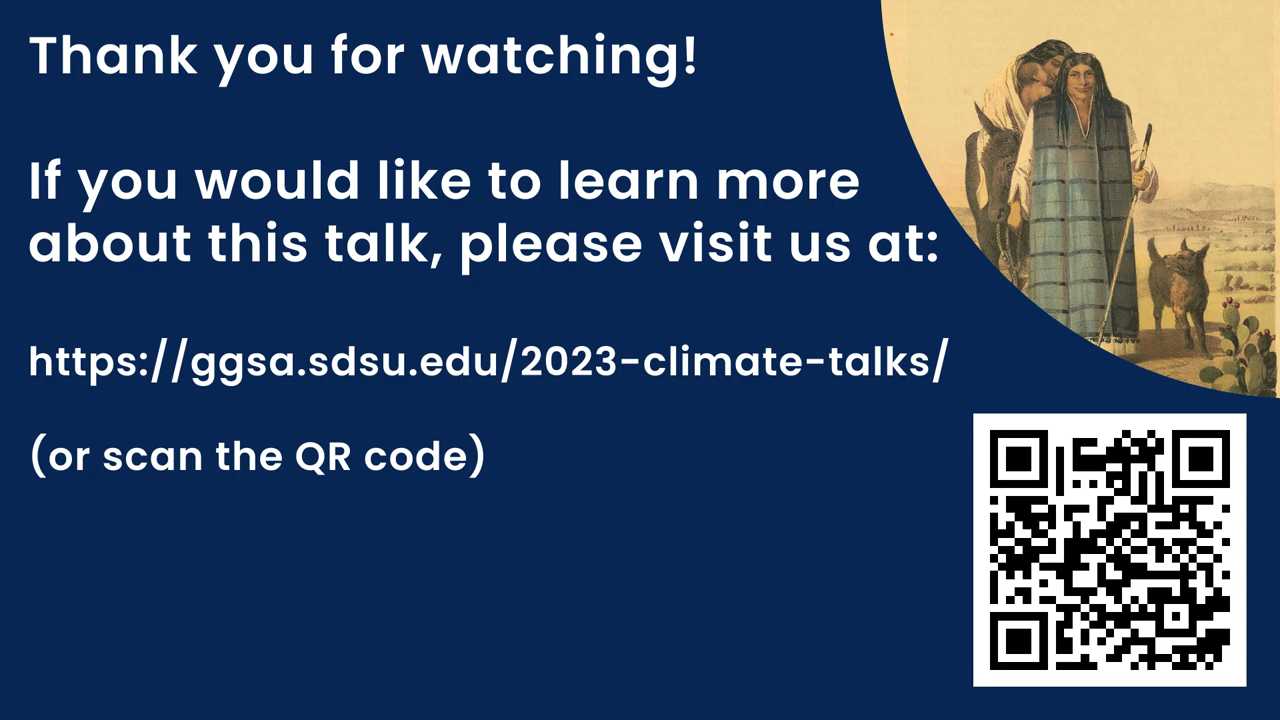 Thank you for watching!
If you would like to learn more
about this talk, please visit us at:
https://ggsa.sdsu.edu/2023-climate-talks/
(or scan the QR code)